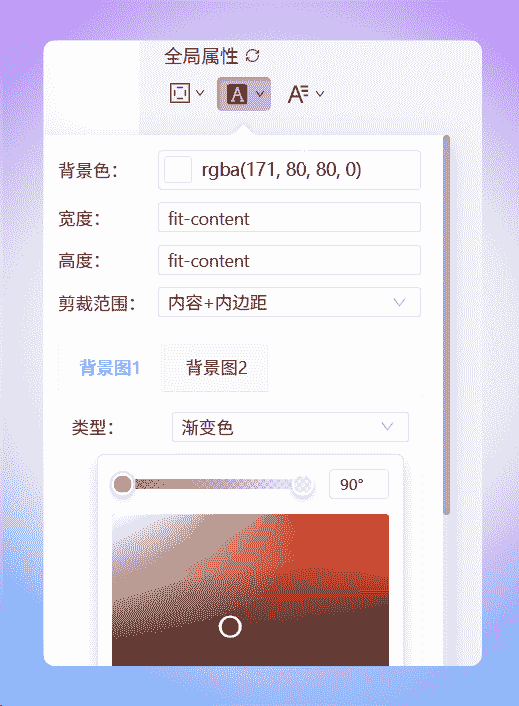 全局属性
A A
背景色： rgba(171, 80, 80, 0)
宽度： fit-content
高度： fit-content
剪裁范围： 内容+内边距
背景图1 背景图2
类型： 渐变色
90°